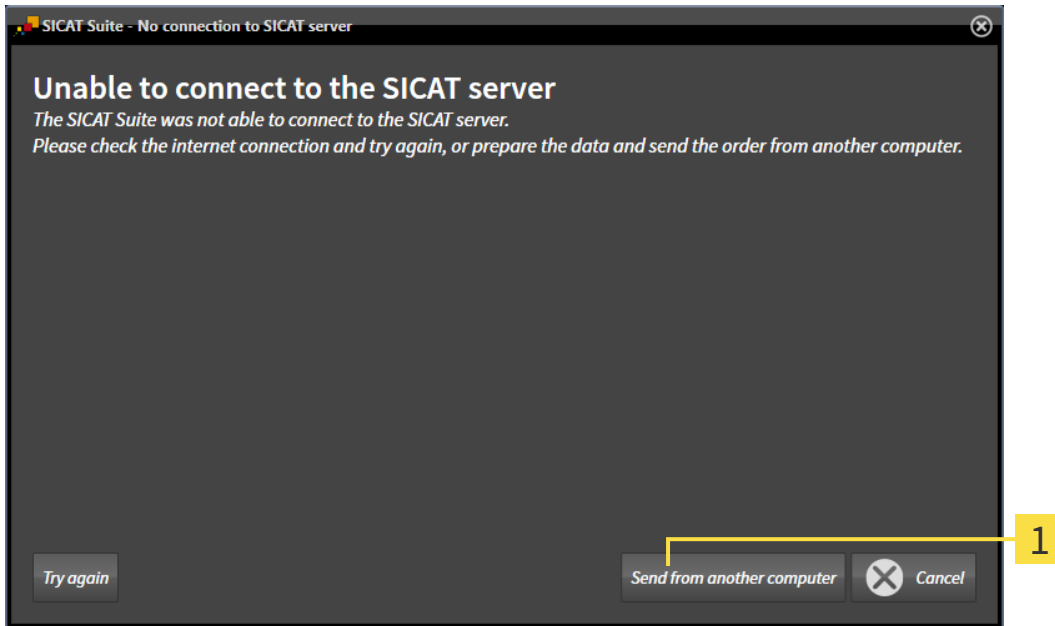 SICAT Suite - No connection to SICAT server
Unable to connect to the SICAT server
The SICAT Suite was not able to connect to the SICAT server.
Please check the internet connection and try again, or prepare the data and send the order from another computer.
1
Try again
Send from another computer
Cancel